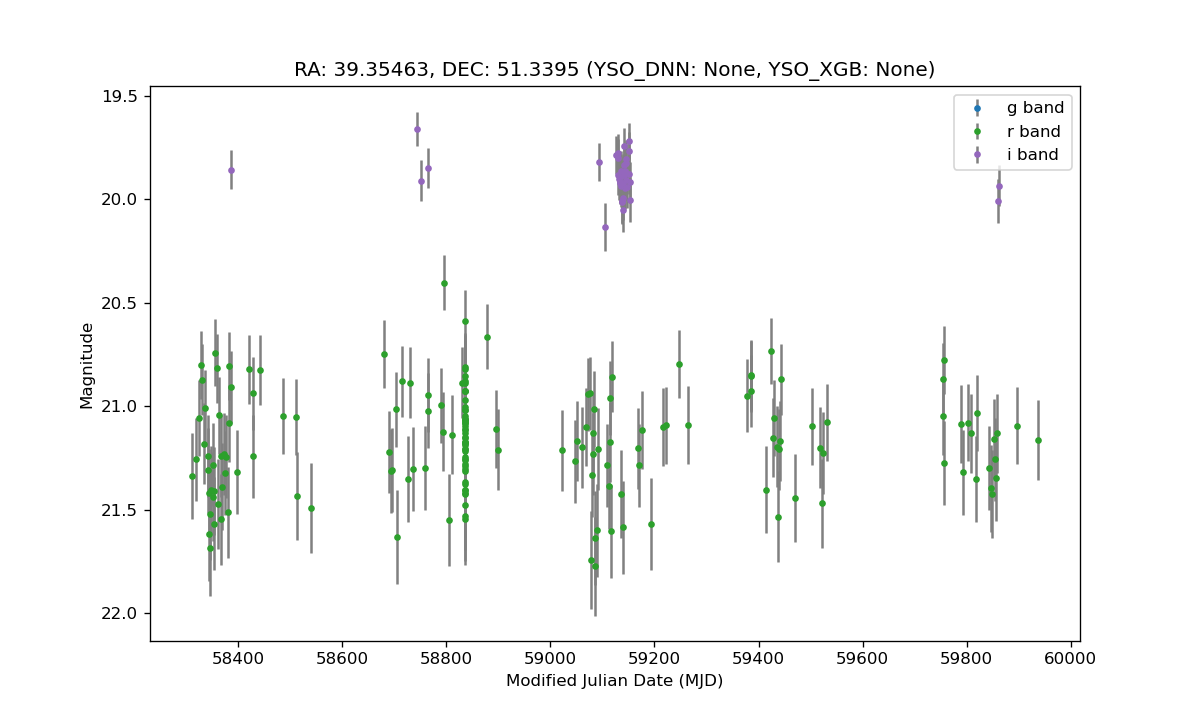 RA: 39.35463, DEC: 51.3395 (YSO_DNN: None, YSO_XGB: None)
g band
r band
i band
19.5
20.0
20.5
21.0
21.5
22.0
Magnitude
58400 58600 58800 59000 59200 59400 59600 59800 60000
Modified Julian Date (MJD)